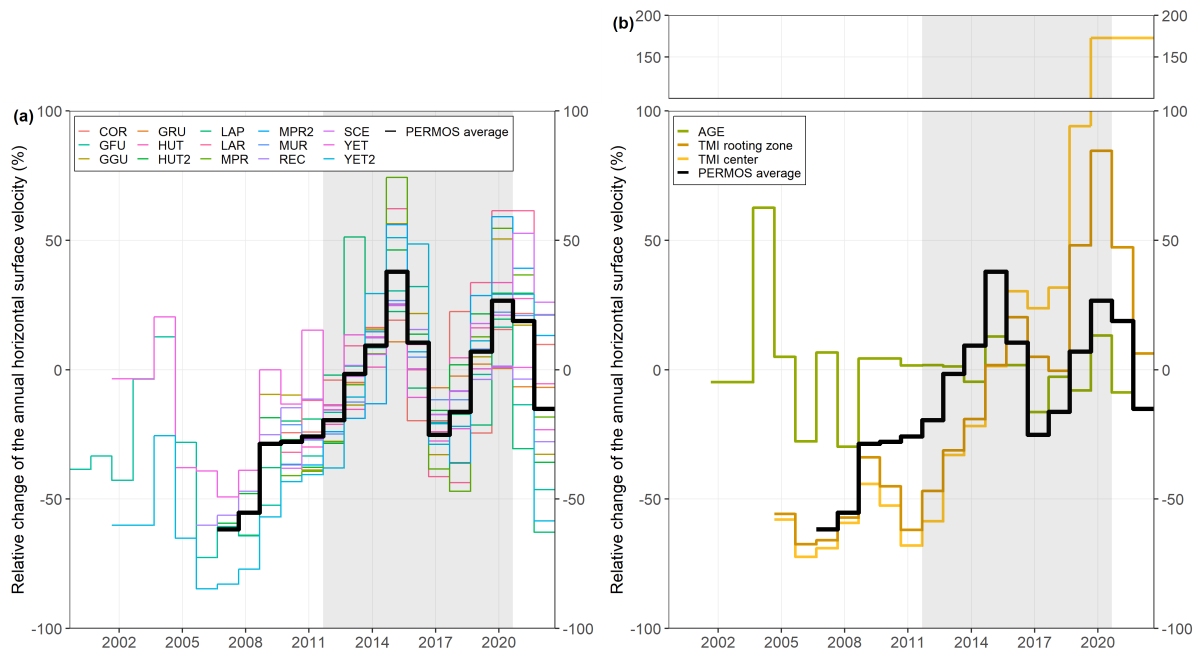 (a)
Relative change of the annual horizontal surface velocity (%)
100
50
0
-50
-100
COR GRU LAP MPR2 SCE PERMOS average
GFU HUT LAR MUR YET
GGU HUT2 MPR REC YET2
100
50
0
-50
-100
2002 2005 2008 2011 2014 2017 2020
(b)
200
150
200
150
Relative change of the annual horizontal surface velocity (%)
100
50
0
-50
-100
AGE
TMI rooting zone
TMI center
PERMOS average
100
50
0
-50
-100
2002 2005 2008 2011 2014 2017 2020